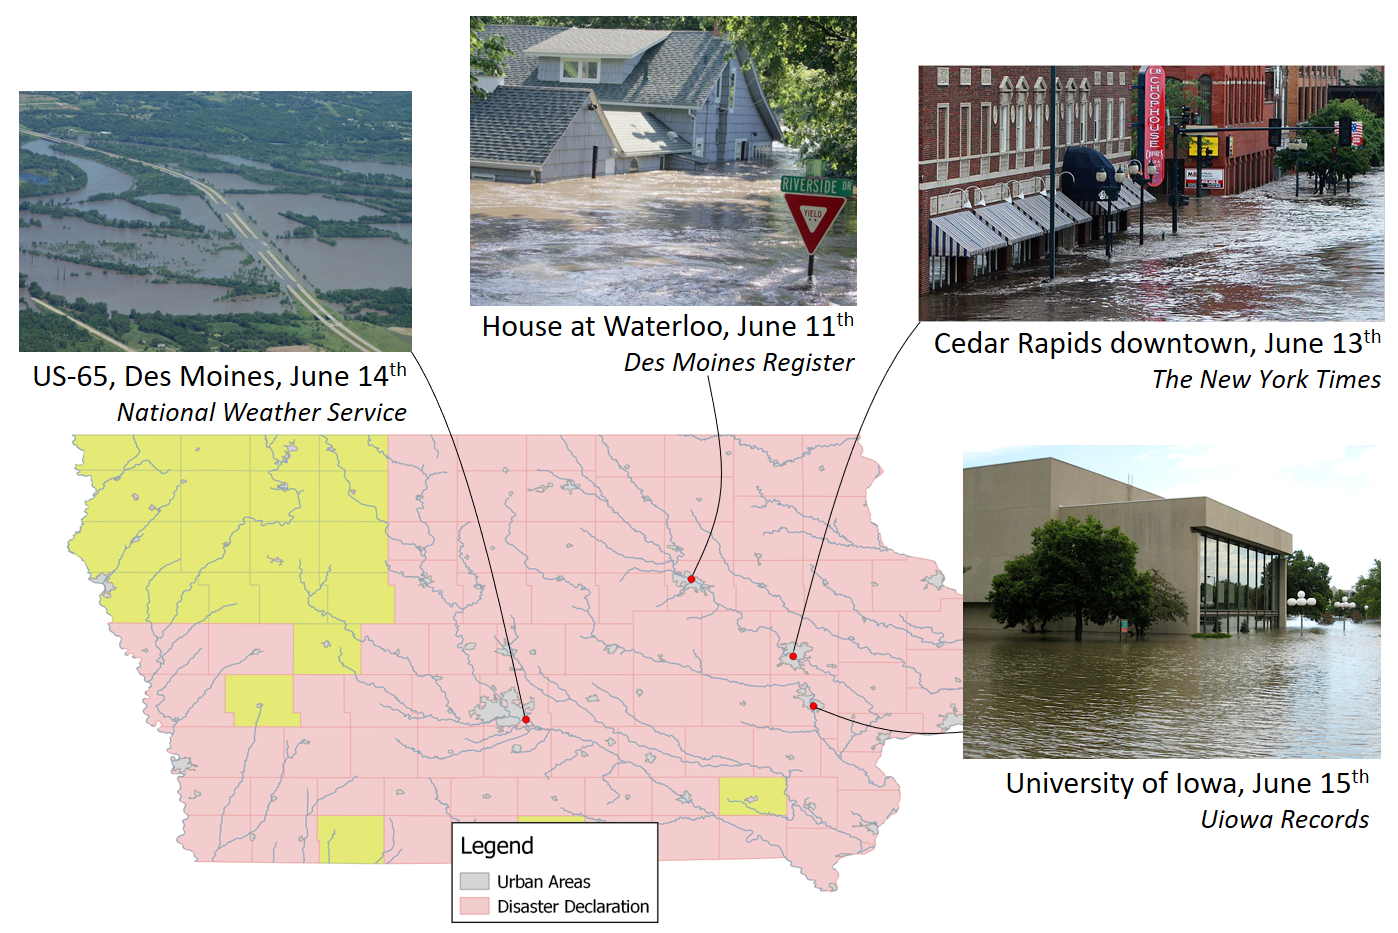 RIVERSIDE DR
YIELD
C.R.
CHOPHOUSE
US-65, Des Moines, June 14th
National Weather Service
House at Waterloo, June 11th
Des Moines Register
Cedar Rapids downtown, June 13th
The New York Times
University of Iowa, June 15th
Uiowa Records
Legend
Urban Areas
Disaster Declaration